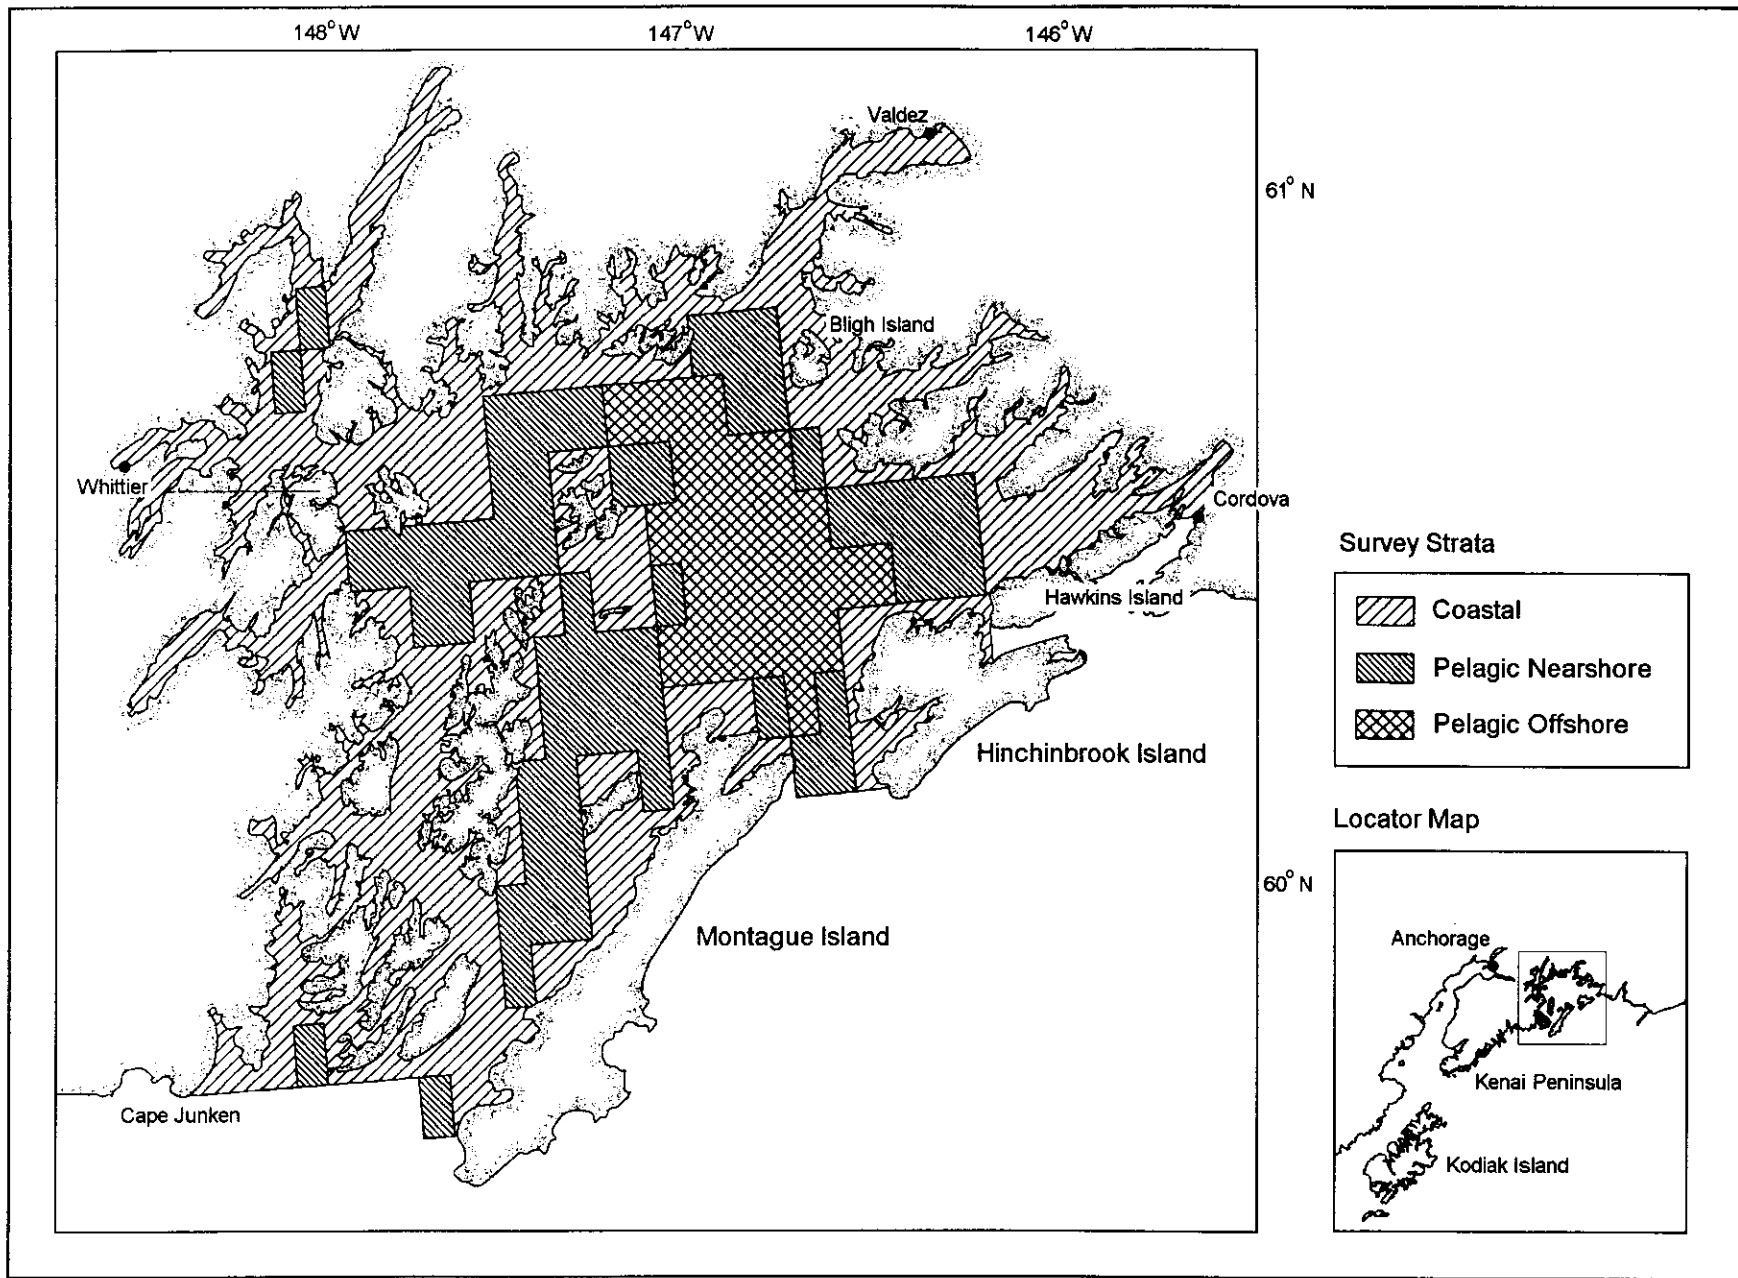 148°W
147°W
146°W
Valdez
61° N
Bligh Island
Whittier
Cordova
Survey Strata
Hawkins Island
Coastal
Pelagic Nearshore
Pelagic Offshore
Hinchinbrook Island
Locator Map
60° N
Montague Island
Anchorage
Kenai Peninsula
Cape Junken
Kodiak Island